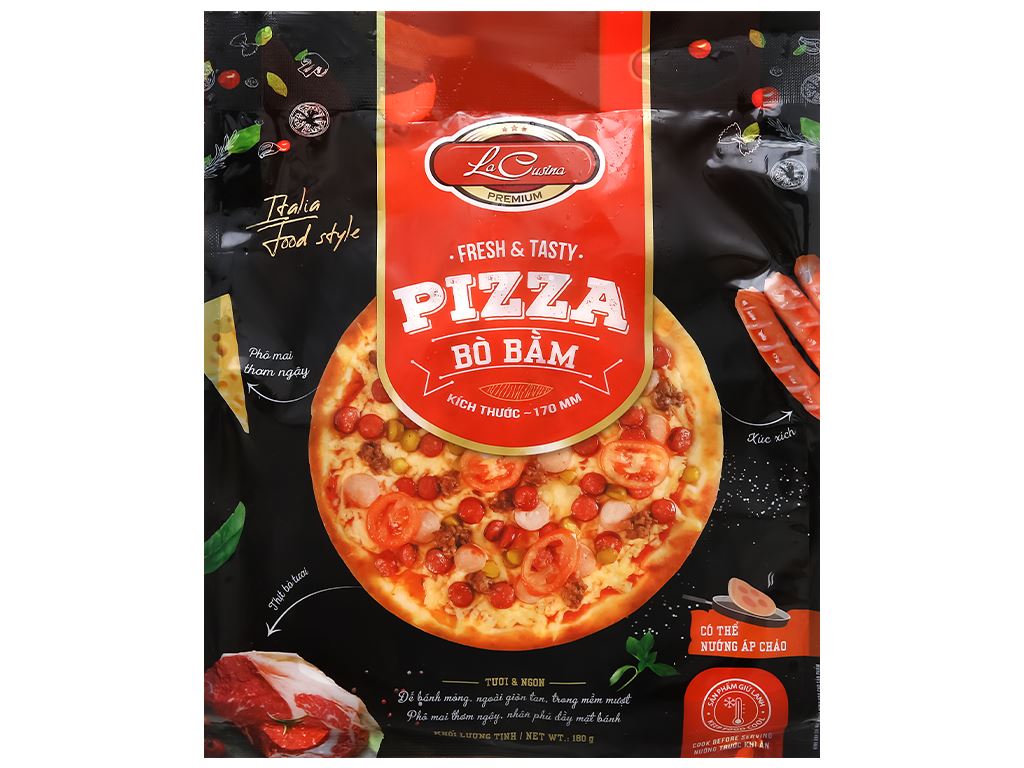 La Cusina
PREMIUM
Italia
food style
· FRESH & TASTY ·
PIZZA
BÒ BẰM
KÍCH THƯỚC ~ 170 MM
Phô mai
thơm ngậy
Xúc xích
Thịt bò tươi
CÓ THỂ
NƯỚNG ÁP CHẢO
TƯƠI & NGON
Đế bánh mỏng, ngoài giòn tan, trong mềm mượt
Phô mai thơm ngậy, nhân phủ đầy mặt bánh
KHỐI LƯỢNG TỊNH / NET WT.: 180 g
SẢN PHẨM GIỮ LẠNH
KEEP FOOD COOL
COOK BEFORE SERVING
NƯỚNG TRƯỚC KHI ĂN